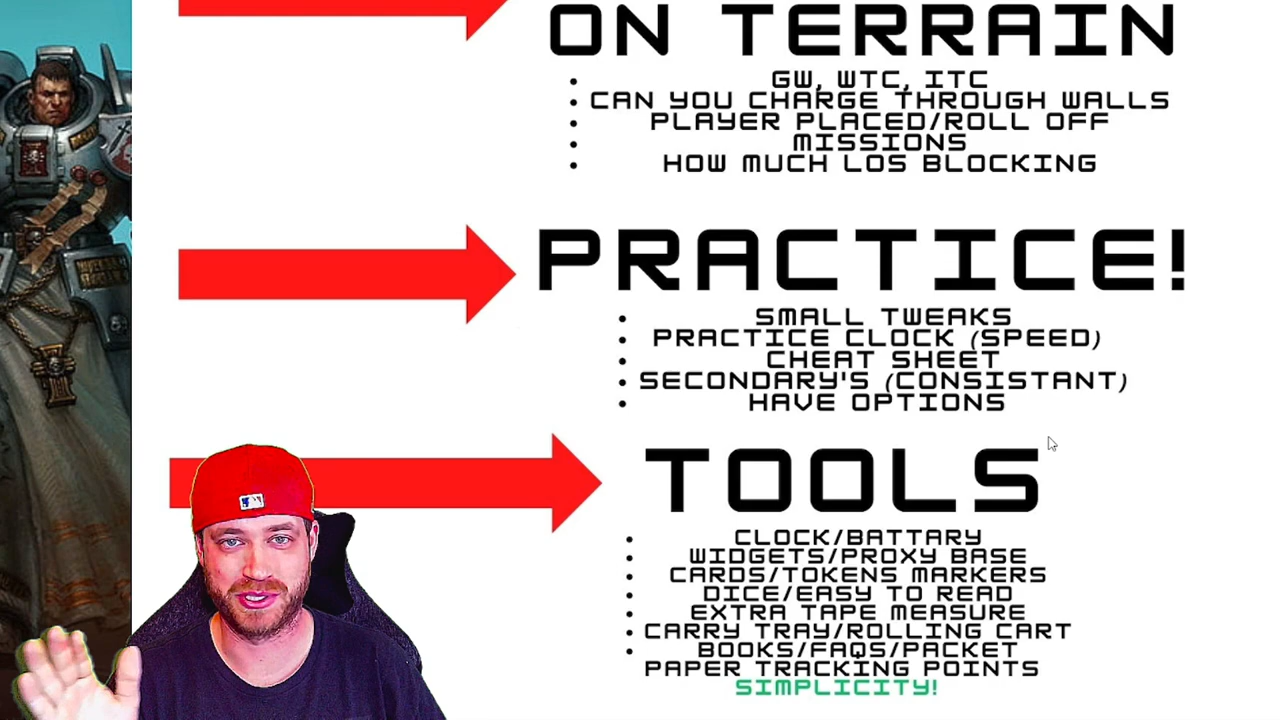 ON TERRAIN
• GW, WTC, ITC
• CAN YOU CHARGE THROUGH WALLS
• PLAYER PLACED/ROLL OFF
• MISSIONS
• HOW MUCH LOS BLOCKING
PRACTICE!
• SMALL TWEAKS
• PRACTICE CLOCK (SPEED)
• CHEAT SHEET
• SECONDARY'S (CONSISTANT)
• HAVE OPTIONS
TOOLS
• CLOCK/BATTARY
• WIDGETS/PROXY BASE
• CARDS/TOKENS MARKERS
• DICE/EASY TO READ
• EXTRA TAPE MEASURE
• CARRY TRAY/ROLLING CART
• BOOKS/FAQS/PACKET
PAPER TRACKING POINTS
SIMPLICITY!